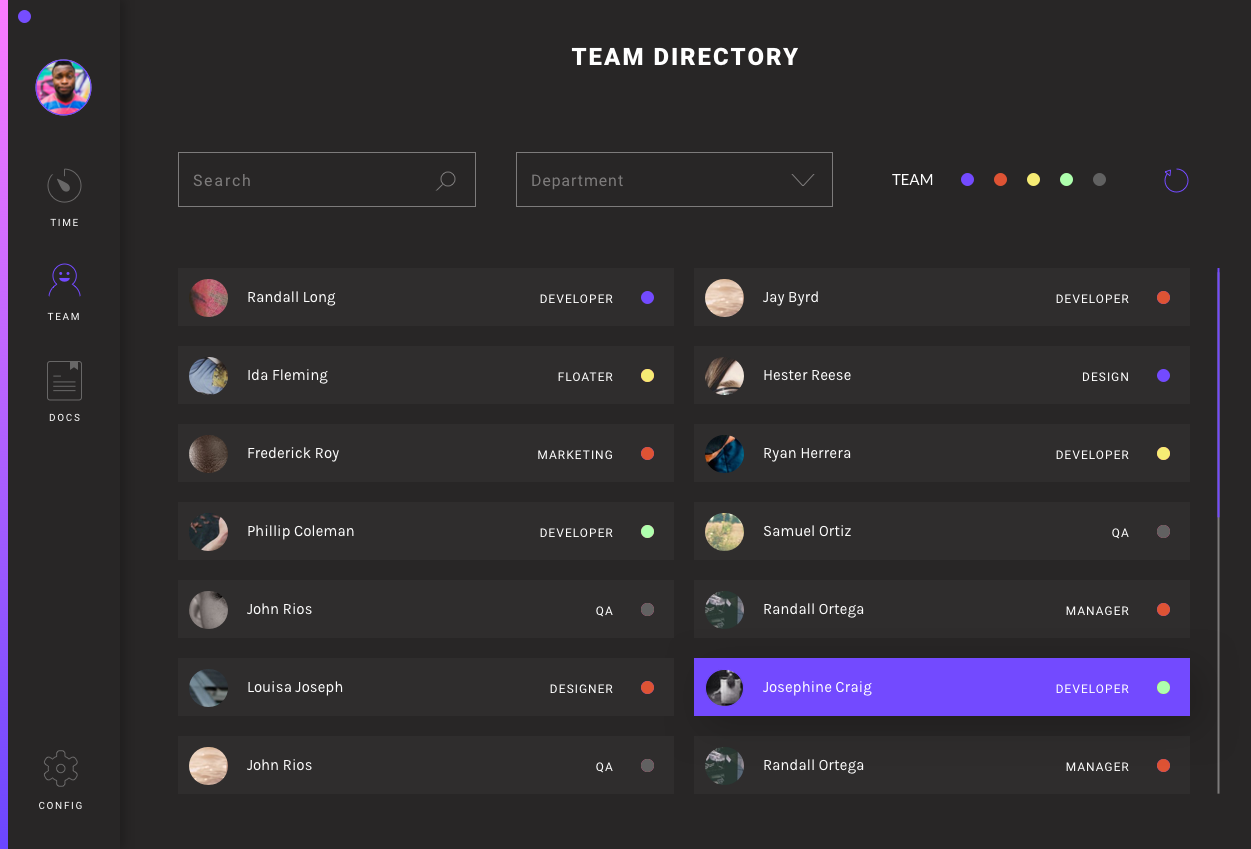 TEAM DIRECTORY
Search
Department
TEAM
TIME
TEAM
DOCS
CONFIG
Randall Long DEVELOPER
Jay Byrd DEVELOPER
Ida Fleming FLOATER
Hester Reese DESIGN
Frederick Roy MARKETING
Ryan Herrera DEVELOPER
Phillip Coleman DEVELOPER
Samuel Ortiz QA
John Rios QA
Randall Ortega MANAGER
Louisa Joseph DESIGNER
Josephine Craig DEVELOPER
John Rios QA
Randall Ortega MANAGER